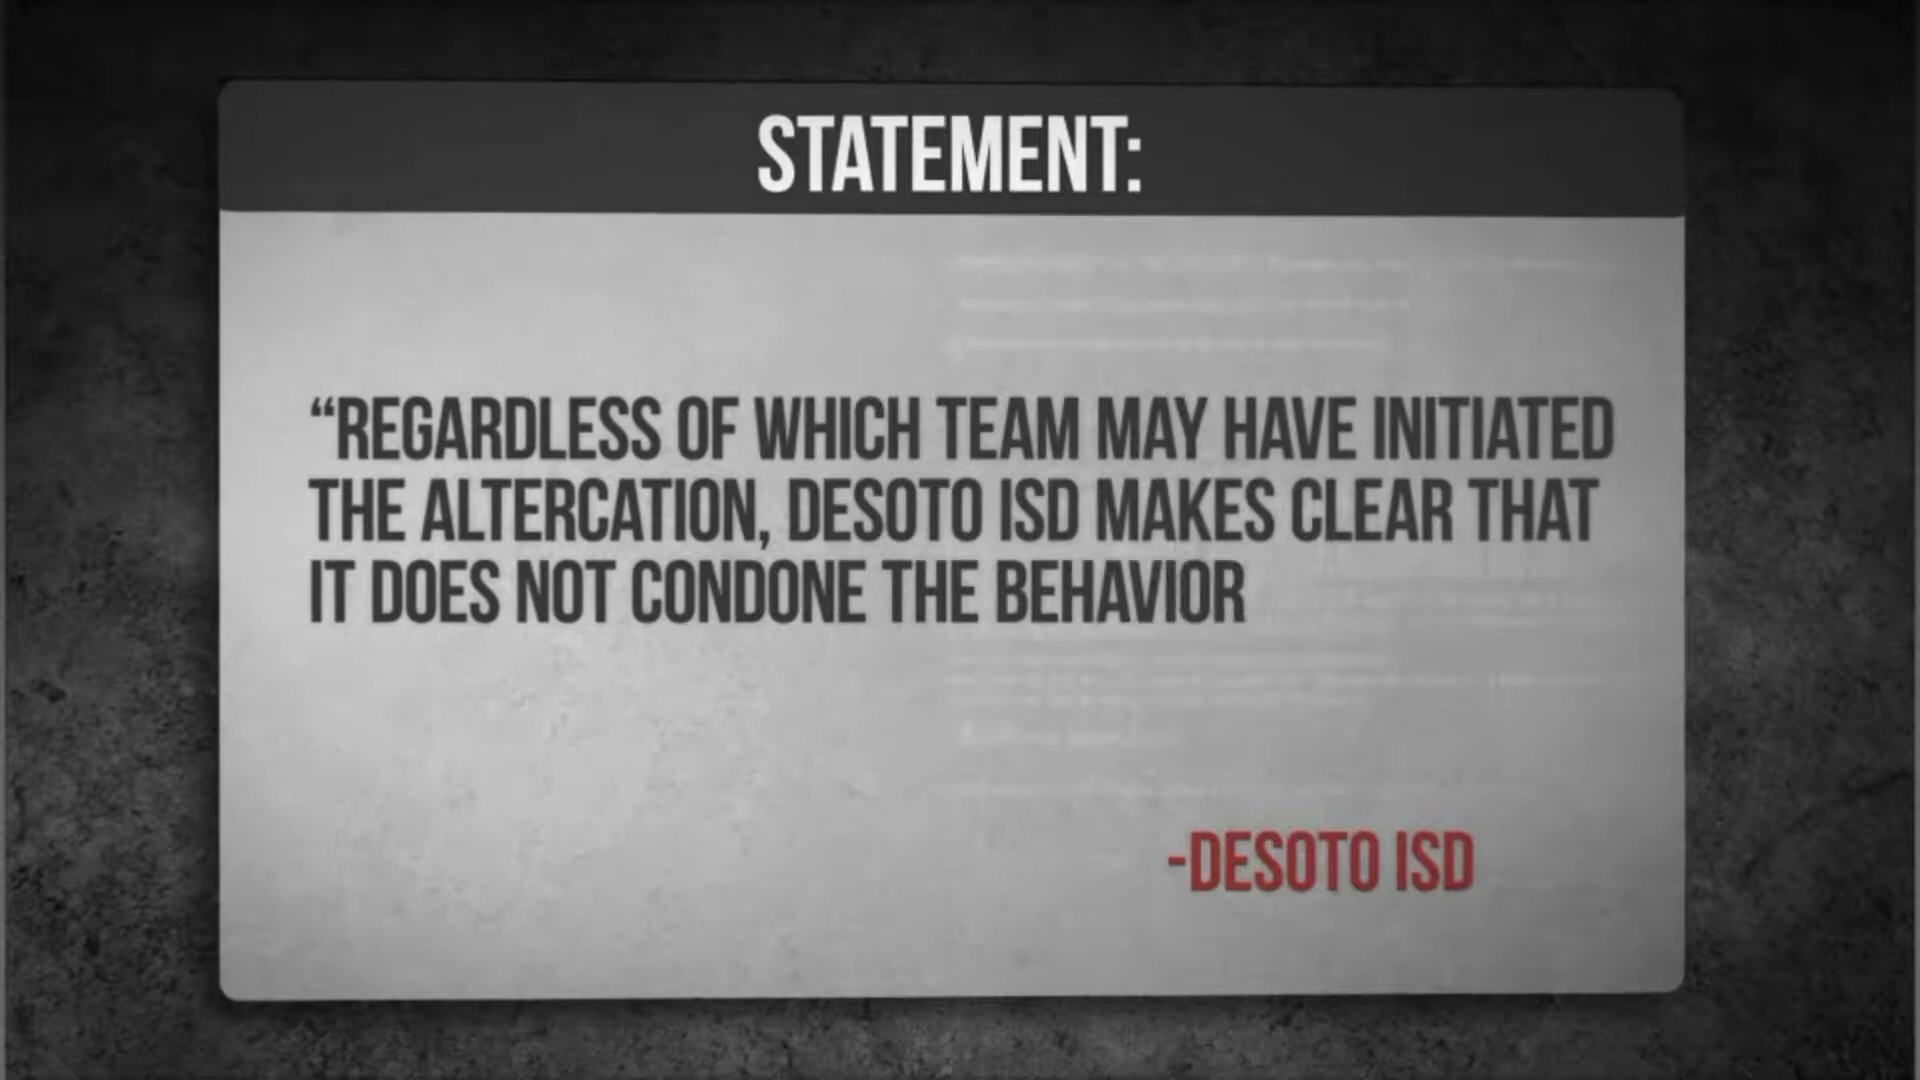 STATEMENT:
“REGARDLESS OF WHICH TEAM MAY HAVE INITIATED
THE ALTERCATION, DESOTO ISD MAKES CLEAR THAT
IT DOES NOT CONDONE THE BEHAVIOR
-DESOTO ISD